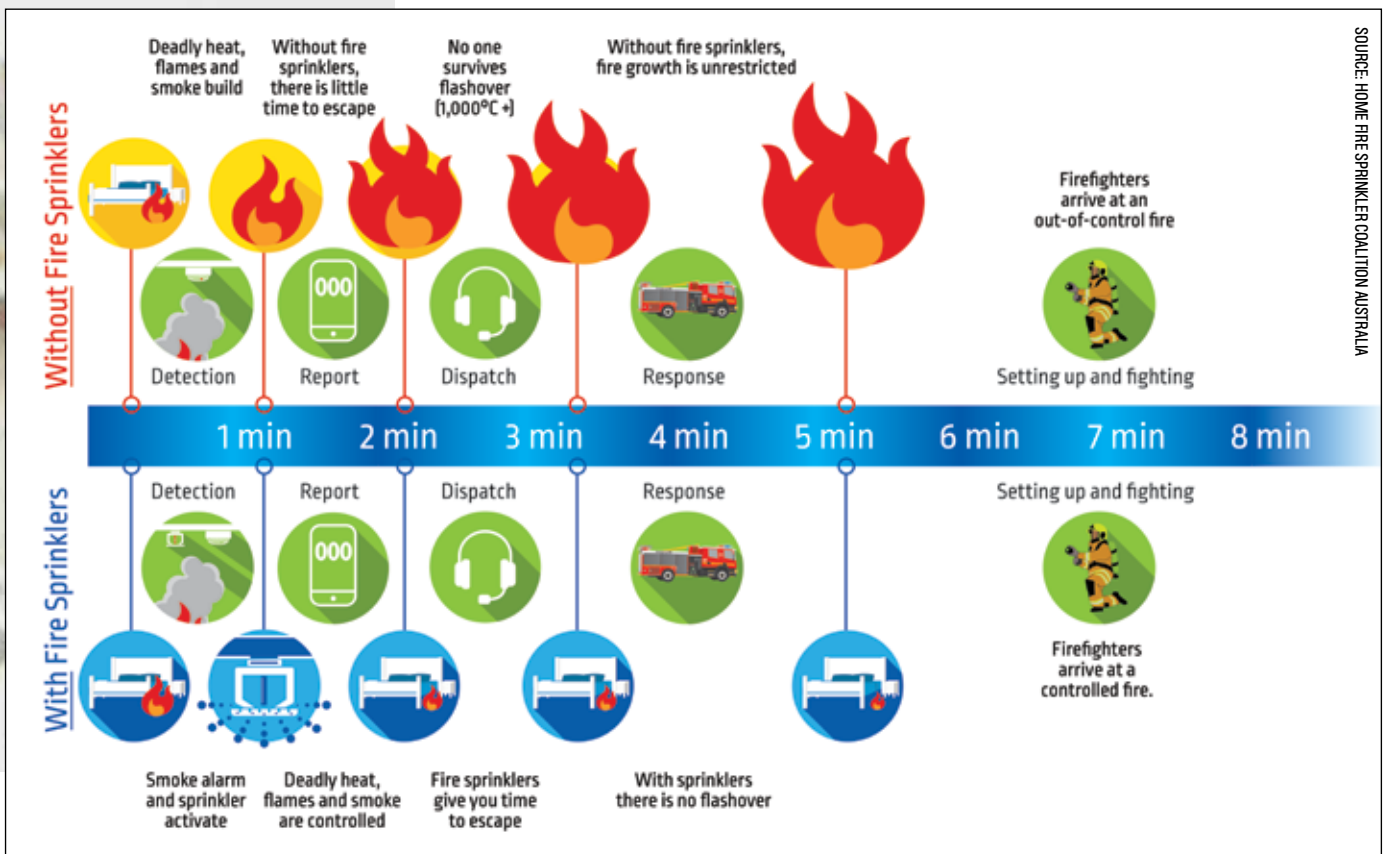 Deadly heat,
flames and
smoke build
Without fire
sprinklers,
there is little
time to escape
No one
survives
flashover
(1,000°C +)
Without fire sprinklers,
fire growth is unrestricted
Firefighters
arrive at an
out-of-control fire
SOURCE: HOME FIRE SPRINKLER COALITION AUSTRALIA
Without Fire Sprinklers
000
Detection
Report
Dispatch
Response
Setting up and fighting
1 min
2 min
3 min
4 min
5 min
6 min
7 min
8 min
With Fire Sprinklers
Detection
Report
Dispatch
Response
Setting up and fighting
000
Firefighters
arrive at a
controlled fire.
Smoke alarm
and sprinkler
activate
Deadly heat,
flames and smoke
are controlled
Fire sprinklers
give you time
to escape
With sprinklers
there is no flashover